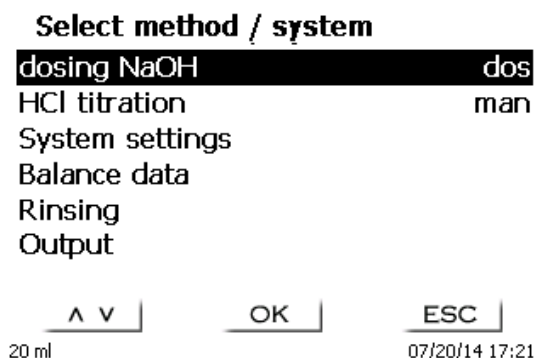 Select method / system
dosing NaOH dos
HCl titration man
System settings
Balance data
Rinsing
Output
∧ ∨ OK ESC
20 ml 07/20/14 17:21